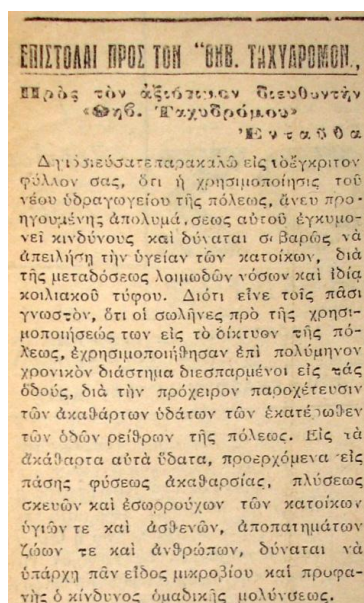 ΕΠΙΣΤΟΛΑΙ ΠΡΟΣ ΤΟΝ "ΘΗΒ. ΤΑΧΥΔΡΟΜΟΝ,,
Πρὸς τὸν ἀξιότιμον διευθυντὴν
«Θηβ. Ταχυδρόμου»
Ἐνταῦθα
Δημοσιεύσατε παρακαλῶ εἰς τὸ ἔγκριτον
φύλλον σας, ὅτι ἡ χρησιμοποίησις τοῦ
νέου ὑδραγωγείου τῆς πόλεως, ἄνευ προ-
ηγουμένης ἀπολυμάνσεως αὐτοῦ ἐγκυμο-
νεῖ κινδύνους καὶ δύναται σοβαρῶς νὰ
ἀπειλήσῃ τὴν ὑγείαν τῶν κατοίκων, διὰ
τῆς μεταδόσεως λοιμωδῶν νόσων καὶ ἰδίᾳ
κοιλιακοῦ τύφου. Διότι εἶνε τοῖς πᾶσι
γνωστόν, ὅτι οἱ σωλῆνες πρὸ τῆς χρησι-
μοποιήσεώς των εἰς τὸ δίκτυον τῆς πό-
λεως, ἐχρησιμοποιήθησαν ἐπὶ πολύμηνον
χρονικὸν διάστημα διεσπαρμένοι εἰς τὰς
ὁδούς, διὰ τὴν πρόχειρον παροχέτευσιν
τῶν ἀκαθάρτων ὑδάτων τῶν ἑκατέρωθεν
τῶν ὁδῶν ρείθρων τῆς πόλεως. Εἰς τὰ
ἀκάθαρτα αὐτὰ ὕδατα, προερχόμενα εἰς
πάσης φύσεως ἀκαθαρσίας, πλύσεως
σκευῶν καὶ ἐσωρρούχων τῶν κατοίκων
ὑγιῶν τε καὶ ἀσθενῶν, ἀποπατημάτων
ζώων τε καὶ ἀνθρώπων, δύναται νὰ
ὑπάρχῃ πᾶν εἶδος μικροβίου καὶ προφα-
νὴς ὁ κίνδυνος ὁμαδικῆς μολύνσεως.